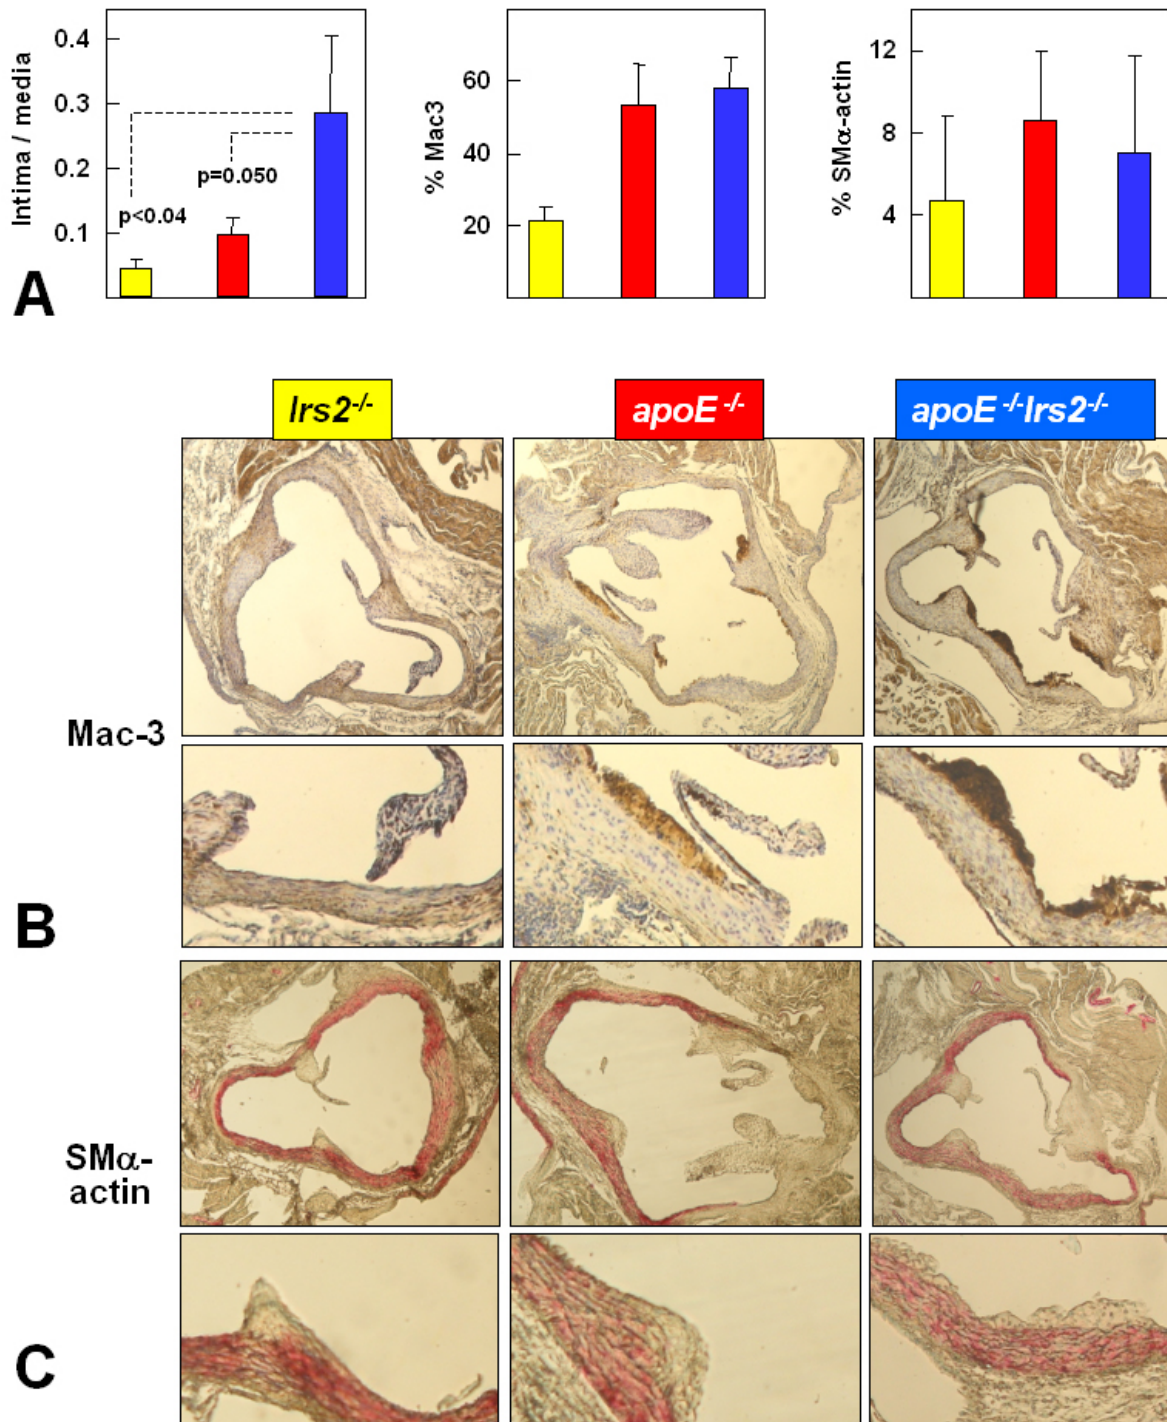 Intima / media
0.4
0.3
0.2
0.1
p<0.04
p=0.050
% Mac3
60
40
20
% SMα-actin
12
8
4
A
Irs2-/-
apoE -/-
apoE -/-Irs2-/-
Mac-3
B
SMα-
actin
C